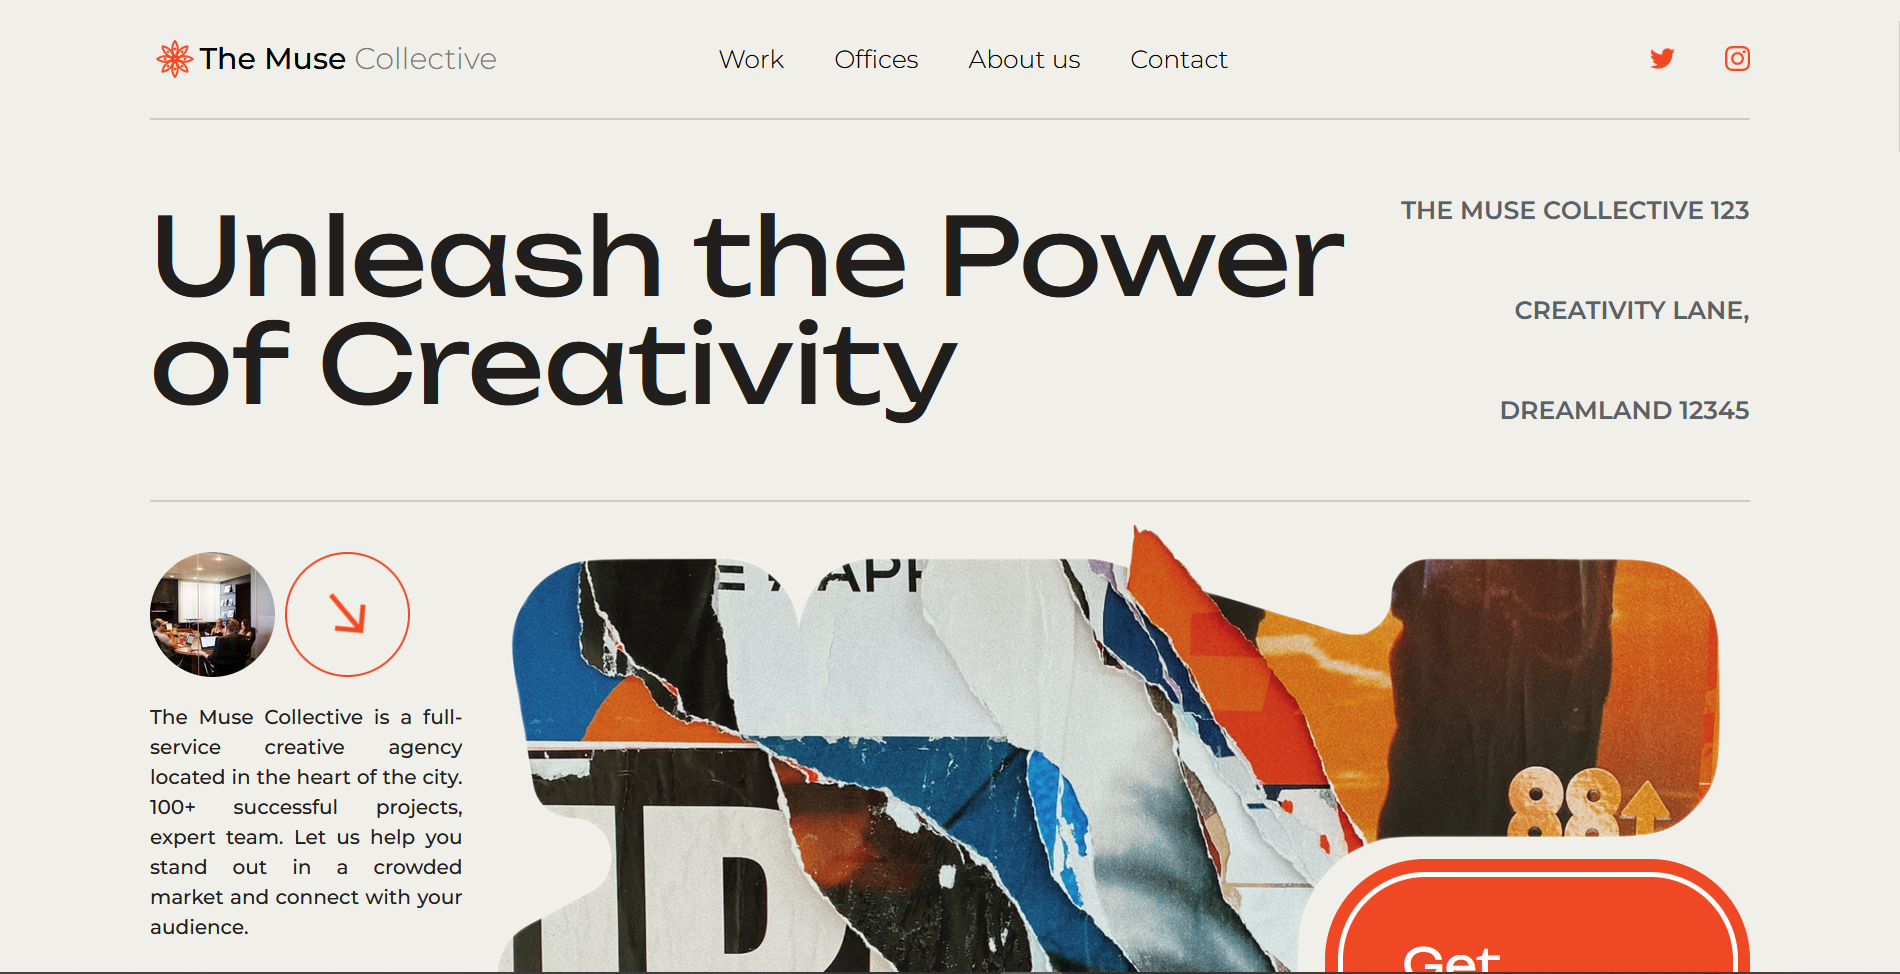 The Muse Collective
Work
Offices
About us
Contact
Unleash the Power
of Creativity
THE MUSE COLLECTIVE 123
CREATIVITY LANE,
DREAMLAND 12345
The Muse Collective is a full-
service creative agency
located in the heart of the city.
100+ successful projects,
expert team. Let us help you
stand out in a crowded
market and connect with your
audience.
88
Get